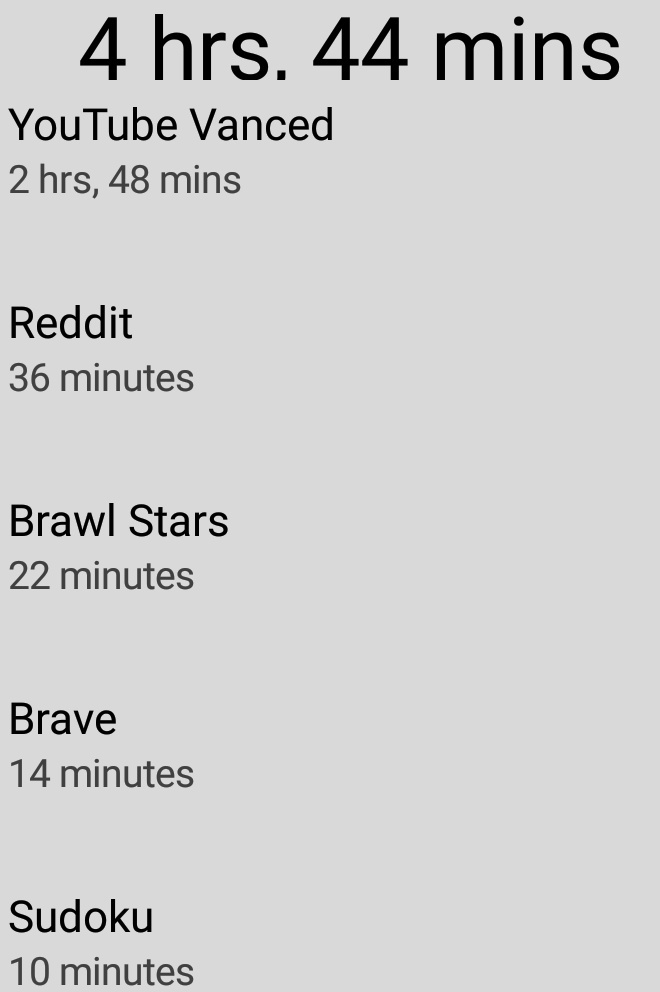 4 hrs. 44 mins
YouTube Vanced
2 hrs, 48 mins
Reddit
36 minutes
Brawl Stars
22 minutes
Brave
14 minutes
Sudoku
10 minutes